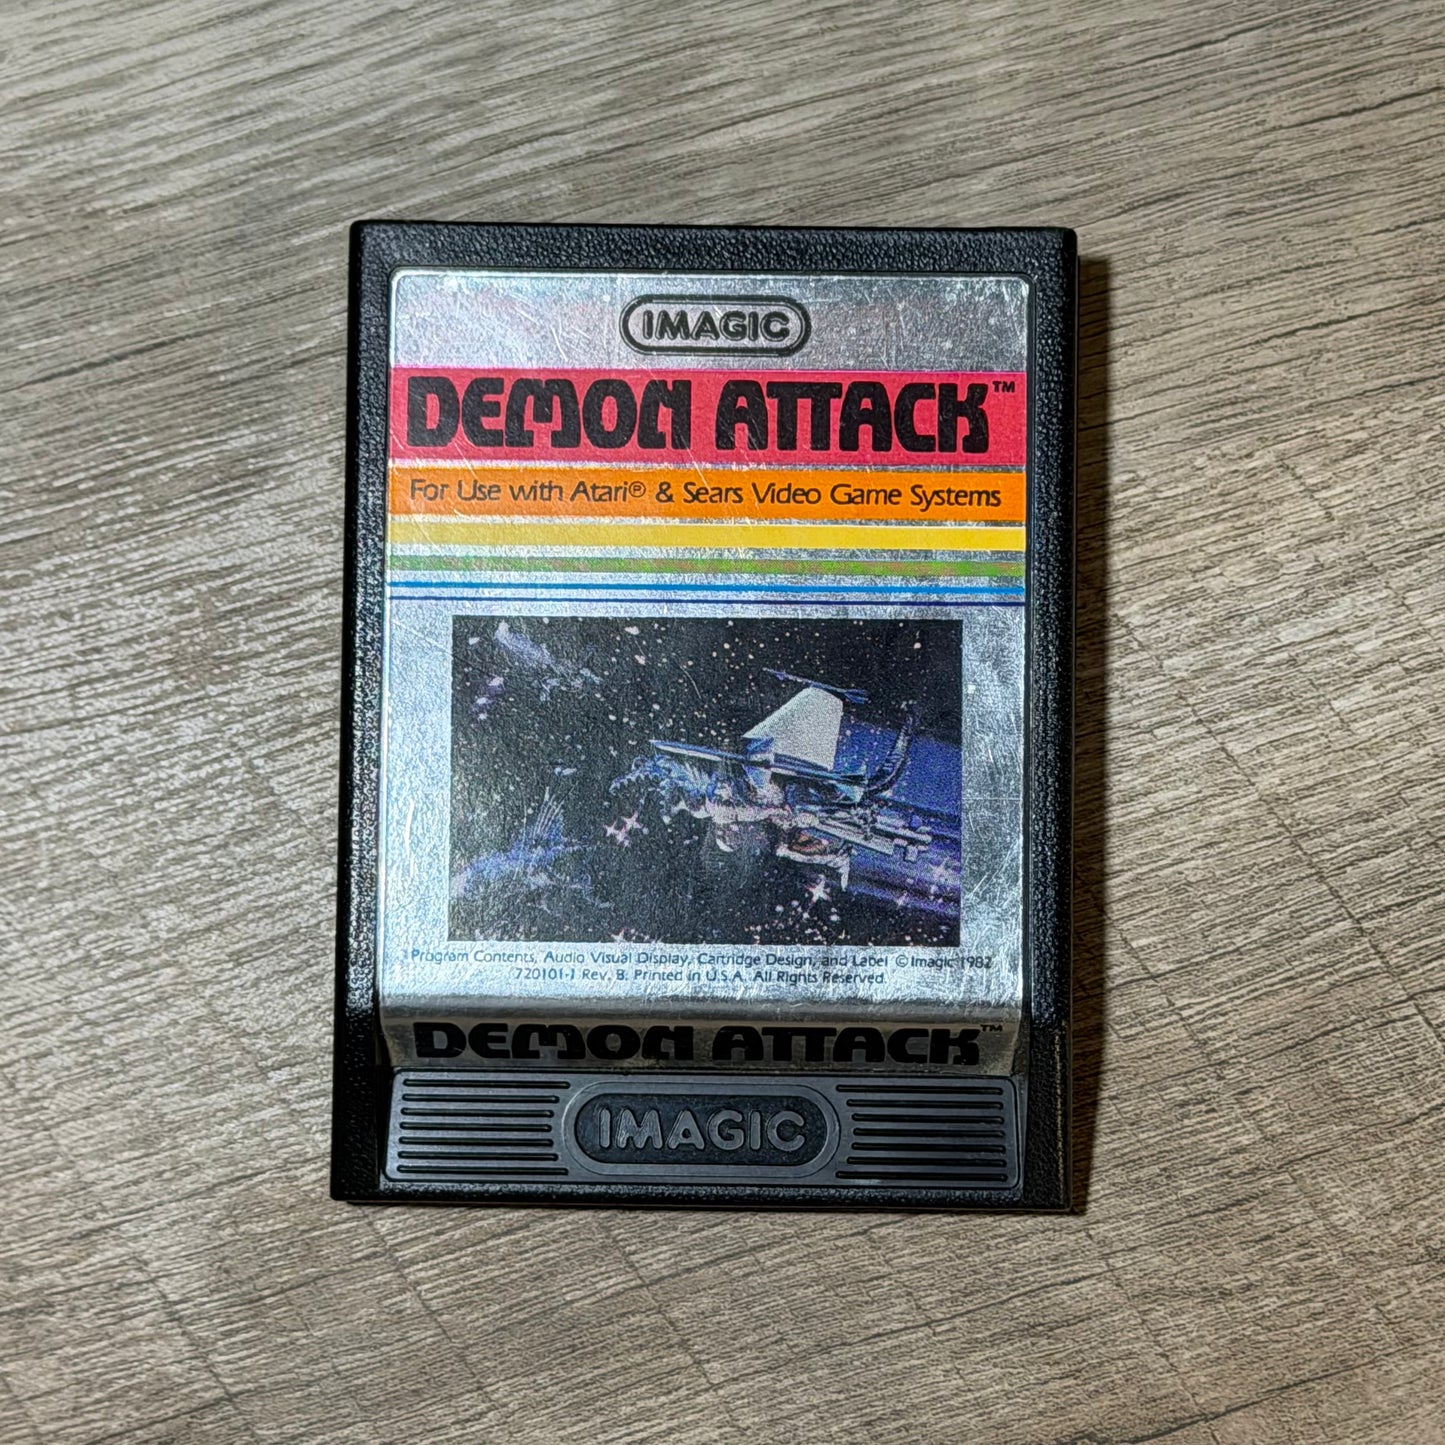 IMAGIC
DEMON ATTACK™
For Use with Atari® & Sears Video Game Systems
Program Contents, Audio Visual Display, Cartridge Design, and Label © Imagic 1982
720101-1 Rev. B. Printed in U.S.A. All Rights Reserved.
DEMON ATTACK™
IMAGIC